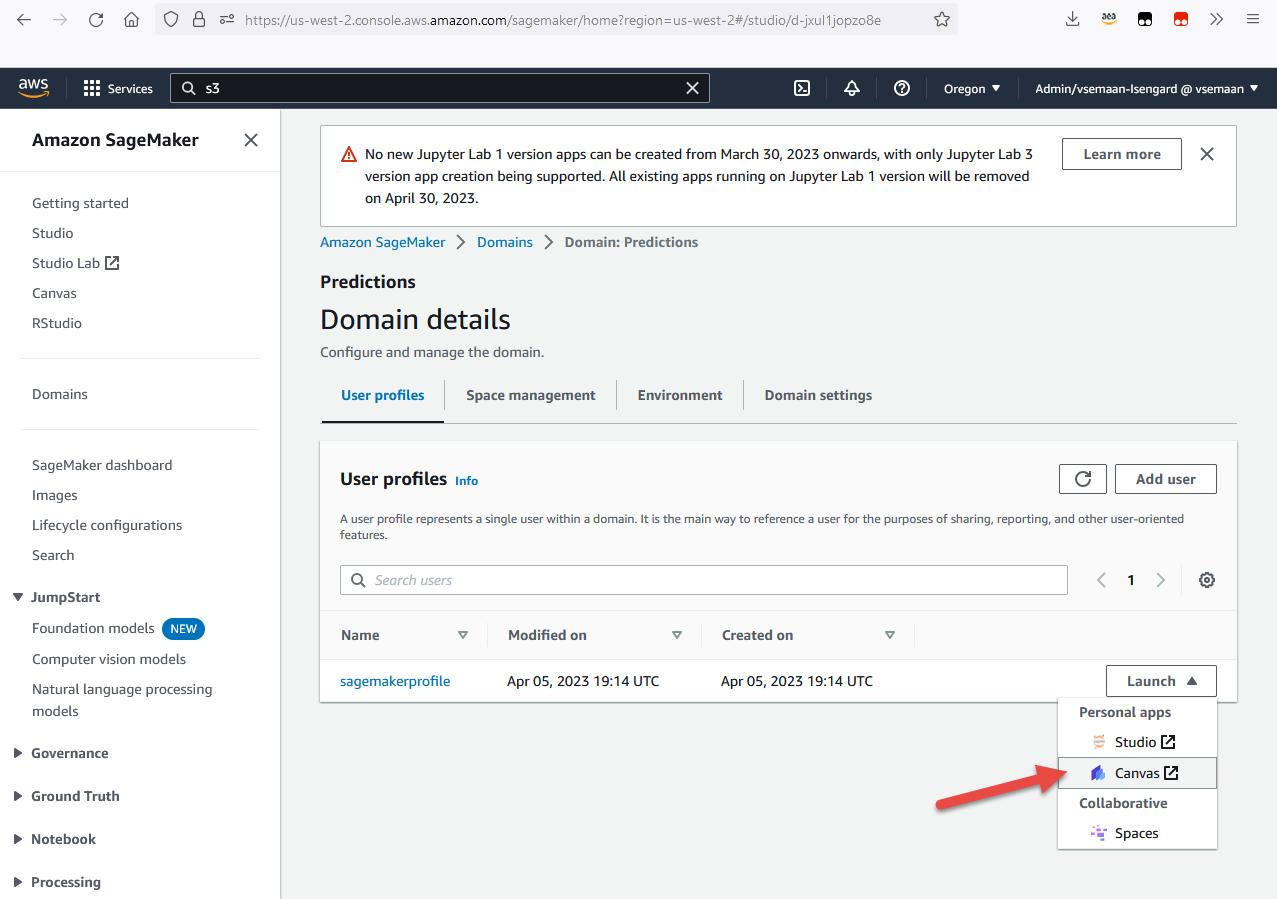 https://us-west-2.console.aws.amazon.com/sagemaker/home?region=us-west-2#/studio/d-jxul1jopzo8e
aws
Services
s3
Oregon
Admin/vsemaan-Isengard @ vsemaan
Amazon SageMaker
Getting started
Studio
Studio Lab
Canvas
RStudio
Domains
SageMaker dashboard
Images
Lifecycle configurations
Search
JumpStart
Foundation models NEW
Computer vision models
Natural language processing
models
Governance
Ground Truth
Notebook
Processing
No new Jupyter Lab 1 version apps can be created from March 30, 2023 onwards, with only Jupyter Lab 3
version app creation being supported. All existing apps running on Jupyter Lab 1 version will be removed
on April 30, 2023.
Learn more
Amazon SageMaker > Domains > Domain: Predictions
Predictions
Domain details
Configure and manage the domain.
User profiles
Space management
Environment
Domain settings
User profiles Info
Add user
A user profile represents a single user within a domain. It is the main way to reference a user for the purposes of sharing, reporting, and other user-oriented
features.
Search users
1
Name
Modified on
Created on
sagemakerprofile
Apr 05, 2023 19:14 UTC
Apr 05, 2023 19:14 UTC
Launch
Personal apps
Studio
Canvas
Collaborative
Spaces